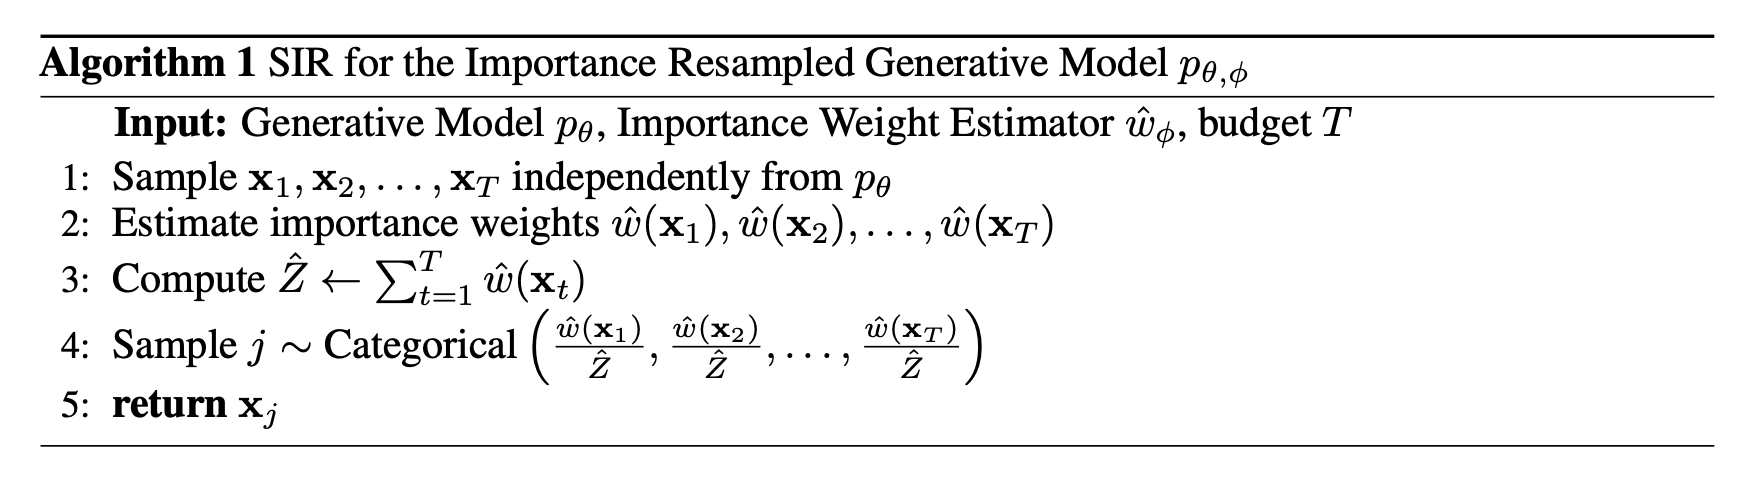 Algorithm 1 SIR for the Importance Resampled Generative Model $p_{\theta,\phi}$
Input: Generative Model $p_\theta$, Importance Weight Estimator $\hat{w}_\phi$, budget $T$
1: Sample $\mathbf{x}_1, \mathbf{x}_2, \ldots, \mathbf{x}_T$ independently from $p_\theta$
2: Estimate importance weights $\hat{w}(\mathbf{x}_1), \hat{w}(\mathbf{x}_2), \ldots, \hat{w}(\mathbf{x}_T)$
3: Compute $\hat{Z} \leftarrow \sum_{t=1}^{T} \hat{w}(\mathbf{x}_t)$
4: Sample $j \sim \text{Categorical}\left(\frac{\hat{w}(\mathbf{x}_1)}{\hat{Z}}, \frac{\hat{w}(\mathbf{x}_2)}{\hat{Z}}, \ldots, \frac{\hat{w}(\mathbf{x}_T)}{\hat{Z}}\right)$
5: return $\mathbf{x}_j$